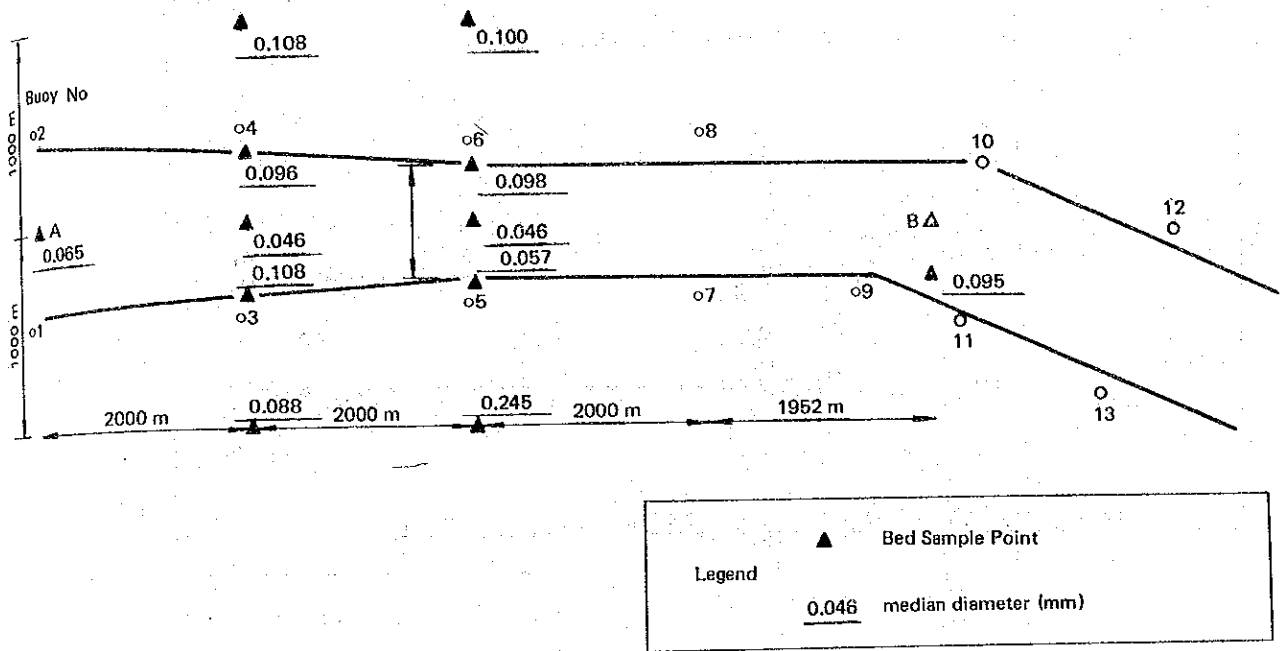 0.108
0.100
Buoy No
o2
o4
o6
o8
10
0.096
0.098
12
A
0.065
0.046
0.046
B
0.108
0.057
0.095
o1
o3
o5
o7
o9
11
13
0.088
0.245
2000 m
2000 m
2000 m
1952 m
Bed Sample Point
Legend
0.046 median diameter (mm)